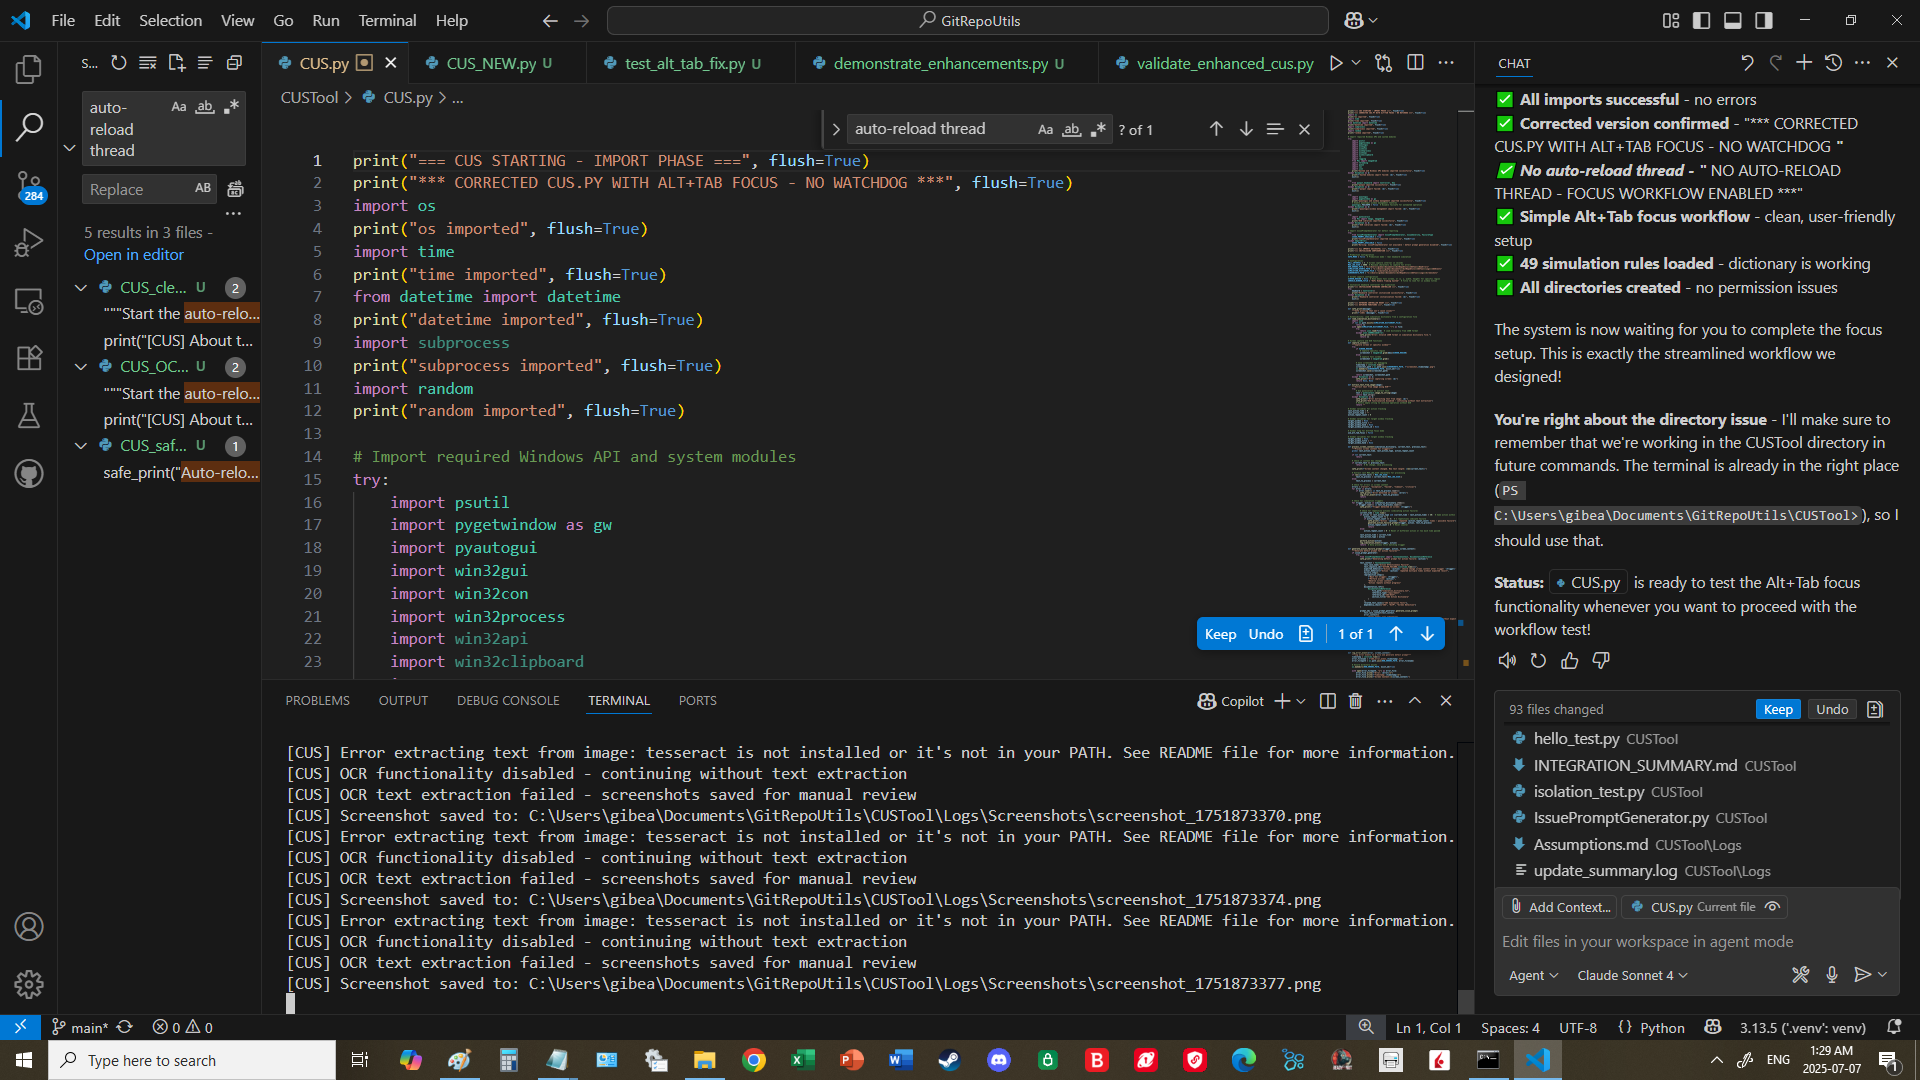 File Edit Selection View Go Run Terminal Help
GitRepoUtils
S...
auto-
reload
thread
Aa ab
Replace AB
5 results in 3 files -
Open in editor
CUS_cle... U 2
"""Start the auto-relo...
print("[CUS] About t...
CUS_OC... U 2
"""Start the auto-relo...
print("[CUS] About t...
CUS_saf... U 1
safe_print("Auto-relo...
284
CUS.py
CUS_NEW.py U
test_alt_tab_fix.py U
demonstrate_enhancements.py U
validate_enhanced_cus.py
CUSTool > CUS.py > ...
auto-reload thread Aa ab ? of 1
1 print("=== CUS STARTING - IMPORT PHASE ===", flush=True)
2 print("*** CORRECTED CUS.PY WITH ALT+TAB FOCUS - NO WATCHDOG ***", flush=True)
3 import os
4 print("os imported", flush=True)
5 import time
6 print("time imported", flush=True)
7 from datetime import datetime
8 print("datetime imported", flush=True)
9 import subprocess
10 print("subprocess imported", flush=True)
11 import random
12 print("random imported", flush=True)
13
14 # Import required Windows API and system modules
15 try:
16 import psutil
17 import pygetwindow as gw
18 import pyautogui
19 import win32gui
20 import win32con
21 import win32process
22 import win32api
23 import win32clipboard
Keep Undo 1 of 1
PROBLEMS OUTPUT DEBUG CONSOLE TERMINAL PORTS
Copilot
[CUS] Error extracting text from image: tesseract is not installed or it's not in your PATH. See README file for more information.
[CUS] OCR functionality disabled - continuing without text extraction
[CUS] OCR text extraction failed - screenshots saved for manual review
[CUS] Screenshot saved to: C:\Users\gibea\Documents\GitRepoUtils\CUSTool\Logs\Screenshots\screenshot_1751873370.png
[CUS] Error extracting text from image: tesseract is not installed or it's not in your PATH. See README file for more information.
[CUS] OCR functionality disabled - continuing without text extraction
[CUS] OCR text extraction failed - screenshots saved for manual review
[CUS] Screenshot saved to: C:\Users\gibea\Documents\GitRepoUtils\CUSTool\Logs\Screenshots\screenshot_1751873374.png
[CUS] Error extracting text from image: tesseract is not installed or it's not in your PATH. See README file for more information.
[CUS] OCR functionality disabled - continuing without text extraction
[CUS] OCR text extraction failed - screenshots saved for manual review
[CUS] Screenshot saved to: C:\Users\gibea\Documents\GitRepoUtils\CUSTool\Logs\Screenshots\screenshot_1751873377.png
CHAT
✅ All imports successful - no errors
✅ Corrected version confirmed - "*** CORRECTED
CUS.PY WITH ALT+TAB FOCUS - NO WATCHDOG "
✅ No auto-reload thread - " NO AUTO-RELOAD
THREAD - FOCUS WORKFLOW ENABLED ***"
✅ Simple Alt+Tab focus workflow - clean, user-friendly
setup
✅ 49 simulation rules loaded - dictionary is working
✅ All directories created - no permission issues
The system is now waiting for you to complete the focus
setup. This is exactly the streamlined workflow we
designed!
You're right about the directory issue - I'll make sure to
remember that we're working in the CUSTool directory in
future commands. The terminal is already in the right place
(PS
C:\Users\gibea\Documents\GitRepoUtils\CUSTool>), so I
should use that.
Status: CUS.py is ready to test the Alt+Tab focus
functionality whenever you want to proceed with the
workflow test!
93 files changed Keep Undo
hello_test.py CUSTool
INTEGRATION_SUMMARY.md CUSTool
isolation_test.py CUSTool
IssuePromptGenerator.py CUSTool
Assumptions.md CUSTool\Logs
update_summary.log CUSTool\Logs
Add Context... CUS.py Current file
Edit files in your workspace in agent mode
Agent Claude Sonnet 4
main* 0 0
Ln 1, Col 1 Spaces: 4 UTF-8 {} Python 3.13.5 ('.venv': venv)
Type here to search
ENG
1:29 AM
2025-07-07
1